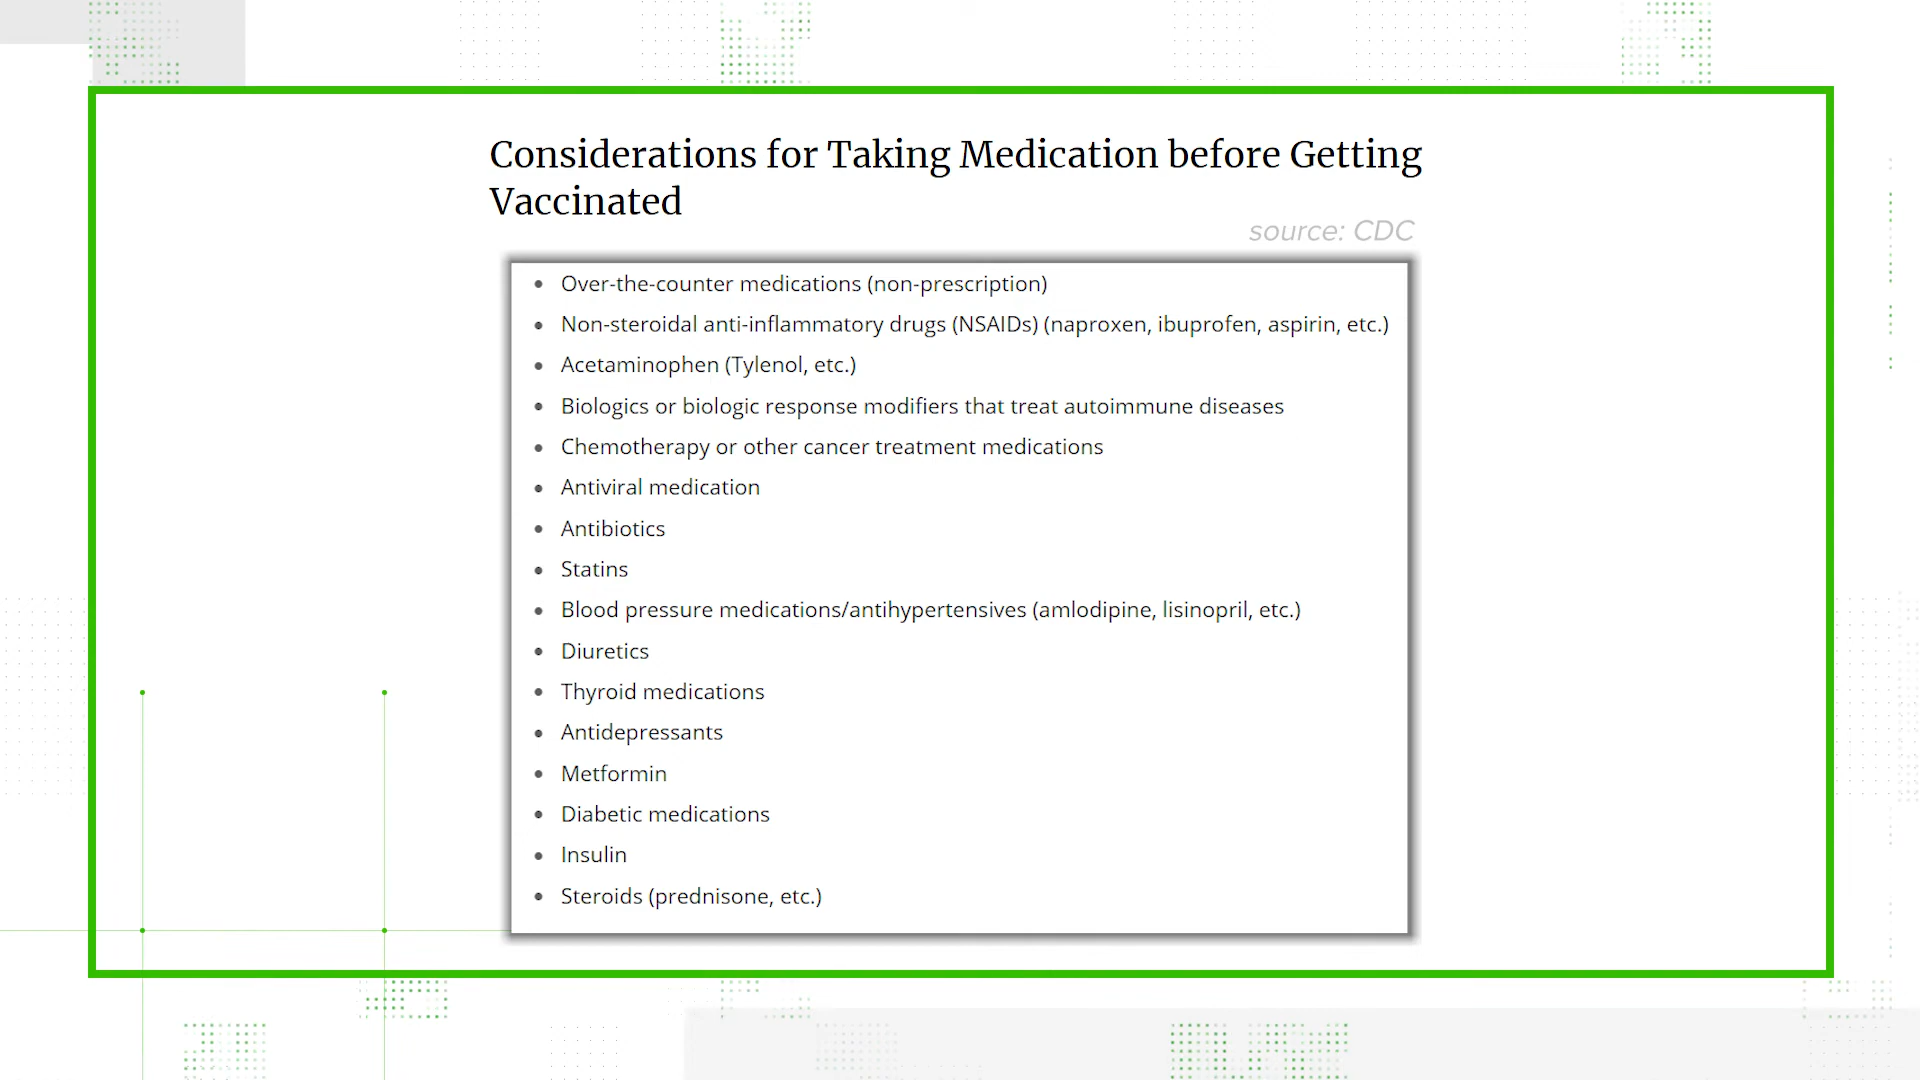 Considerations for Taking Medication before Getting
Vaccinated
source: CDC
• Over-the-counter medications (non-prescription)
• Non-steroidal anti-inflammatory drugs (NSAIDs) (naproxen, ibuprofen, aspirin, etc.)
• Acetaminophen (Tylenol, etc.)
• Biologics or biologic response modifiers that treat autoimmune diseases
• Chemotherapy or other cancer treatment medications
• Antiviral medication
• Antibiotics
• Statins
• Blood pressure medications/antihypertensives (amlodipine, lisinopril, etc.)
• Diuretics
• Thyroid medications
• Antidepressants
• Metformin
• Diabetic medications
• Insulin
• Steroids (prednisone, etc.)